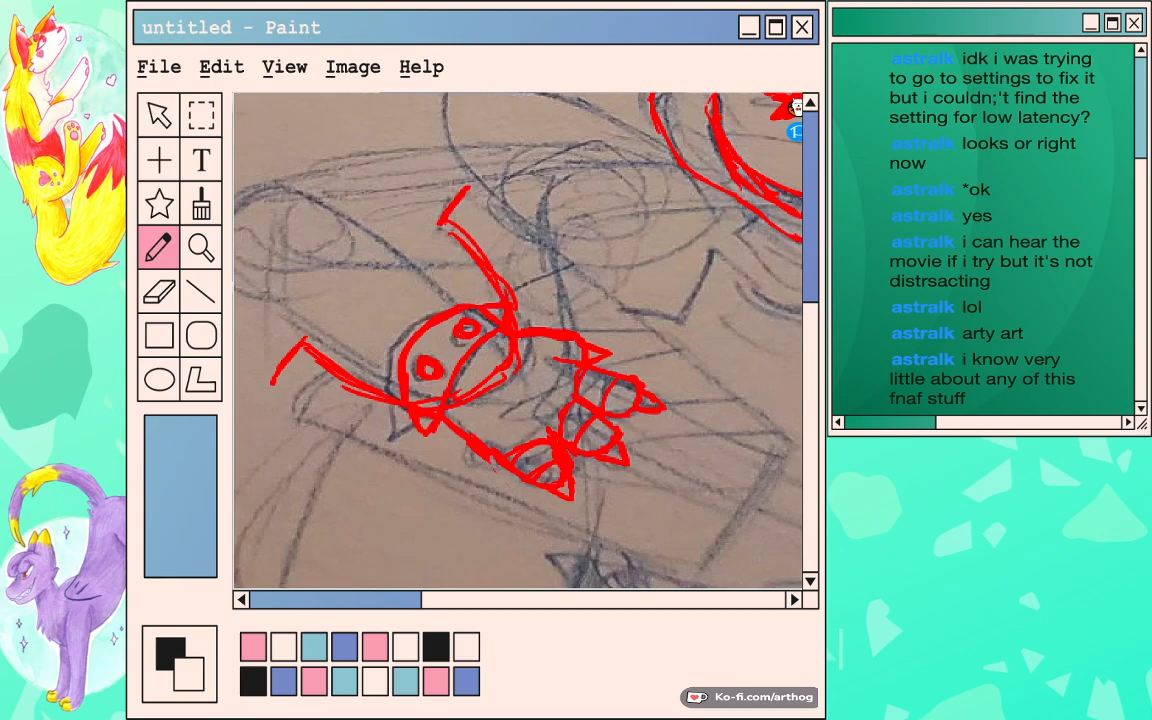 untitled - Paint
File Edit View Image Help
T
Ko-fi.com/arthog
astralk idk i was trying
to go to settings to fix it
but i couldn;'t find the
setting for low latency?
astralk looks or right
now
astralk *ok
astralk yes
astralk i can hear the
movie if i try but it's not
distrsacting
astralk lol
astralk arty art
astralk i know very
little about any of this
fnaf stuff